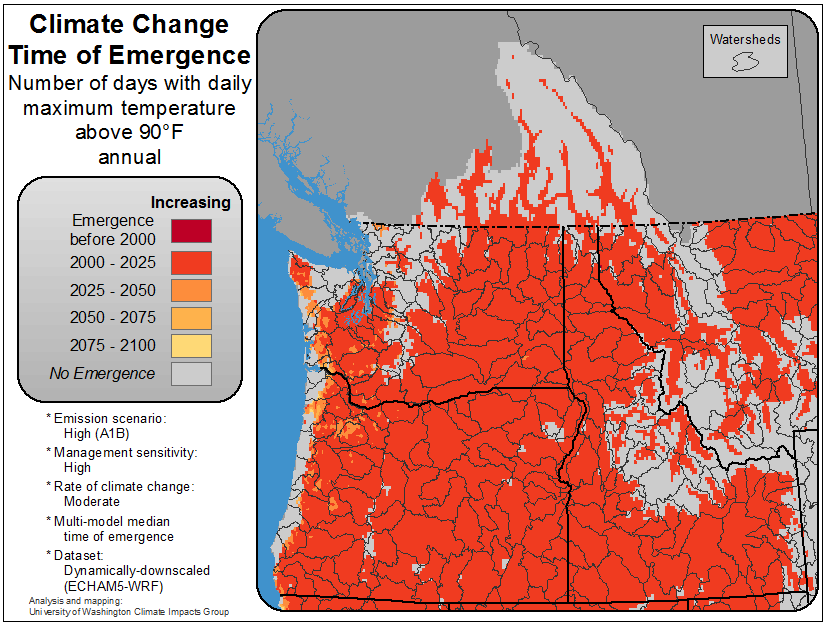 Climate Change
Time of Emergence
Number of days with daily
maximum temperature
above 90°F
annual
Increasing
Emergence
before 2000
2000 - 2025
2025 - 2050
2050 - 2075
2075 - 2100
No Emergence
* Emission scenario:
High (A1B)
* Management sensitivity:
High
* Rate of climate change:
Moderate
* Multi-model median
time of emergence
* Dataset:
Dynamically-downscaled
(ECHAM5-WRF)
Analysis and mapping:
University of Washington Climate Impacts Group
Watersheds